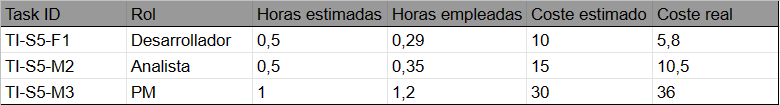 Task ID Rol Horas estimadas Horas empleadas Coste estimado Coste real
TI-S5-F1 Desarrollador 0,5 0,29 10 5,8
TI-S5-M2 Analista 0,5 0,35 15 10,5
TI-S5-M3 PM 1 1,2 30 36